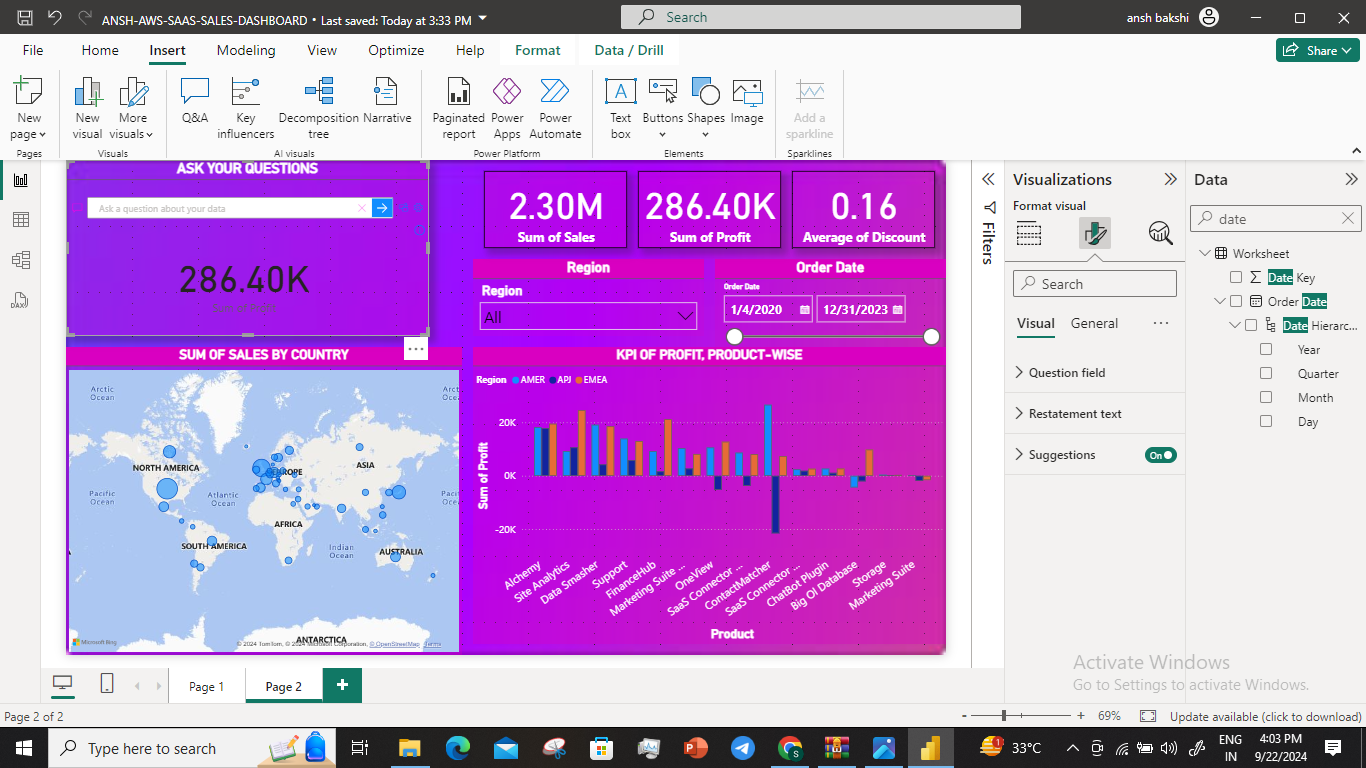 ANSH-AWS-SAAS-SALES-DASHBOARD • Last saved: Today at 3:33 PM
Search
ansh bakshi
File
Home
Insert
Modeling
View
Optimize
Help
Format
Data / Drill
Share
New page
New visual
More visuals
Q&A
Key influencers
Decomposition tree
Narrative
Paginated report
Power Apps
Power Automate
Text box
Buttons
Shapes
Image
Add a sparkline
Pages
Visuals
AI visuals
Power Platform
Elements
Sparklines
ASK YOUR QUESTIONS
Ask a question about your data
286.40K
2.30M
Sum of Sales
286.40K
Sum of Profit
0.16
Average of Discount
Region
Region
All
Order Date
Order Date
1/4/2020
12/31/2023
SUM OF SALES BY COUNTRY
Arctic Ocean
Arct
Oce
NORTH AMERICA
EUROPE
ASIA
Pacific Ocean
Atlantic Ocean
Pac
Oce
AFRICA
SOUTH AMERICA
Indian Ocean
AUSTRALIA
ANTARCTICA
Microsoft Bing
© 2024 TomTom, © 2024 Microsoft Corporation, © OpenStreetMap Terms
KPI OF PROFIT, PRODUCT-WISE
Region AMER APJ EMEA
20K
0K
-20K
Sum of Profit
Alchemy
Site Analytics
Data Smasher
Support
FinanceHub
Marketing Suite ...
OneView
SaaS Connector ...
ContactMatcher
SaaS Connector ...
ChatBot Plugin
Big Ol Database
Storage
Marketing Suite
Product
Filters
Visualizations
Format visual
Search
Visual
General
Question field
Restatement text
Suggestions
On
Data
date
Worksheet
Date Key
Order Date
Date Hierarc...
Year
Quarter
Month
Day
Activate Windows
Go to Settings to activate Windows.
DAX
Page 1
Page 2
Page 2 of 2
- + 69%
Update available (click to download)
Type here to search
33°C
ENG
IN
4:03 PM
9/22/2024